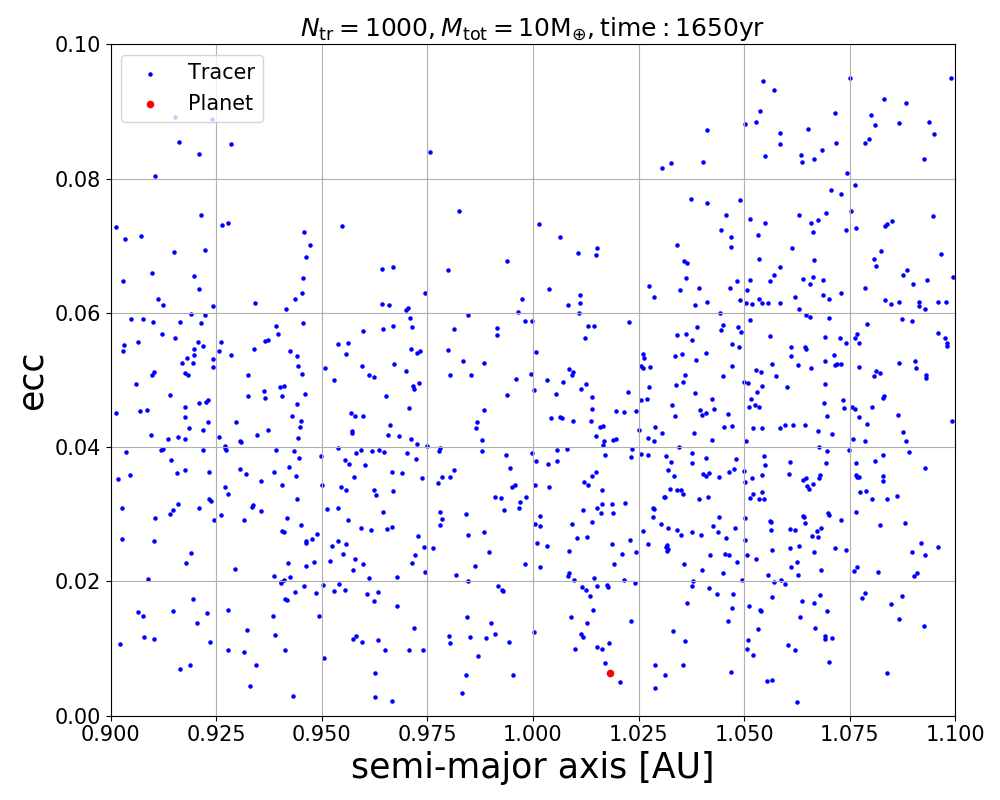 N_tr = 1000, M_tot = 10M_⊕, time : 1650yr
Tracer
Planet
0.10
0.08
0.06
0.04
0.02
0.00
ecc
0.900 0.925 0.950 0.975 1.000 1.025 1.050 1.075 1.100
semi-major axis [AU]